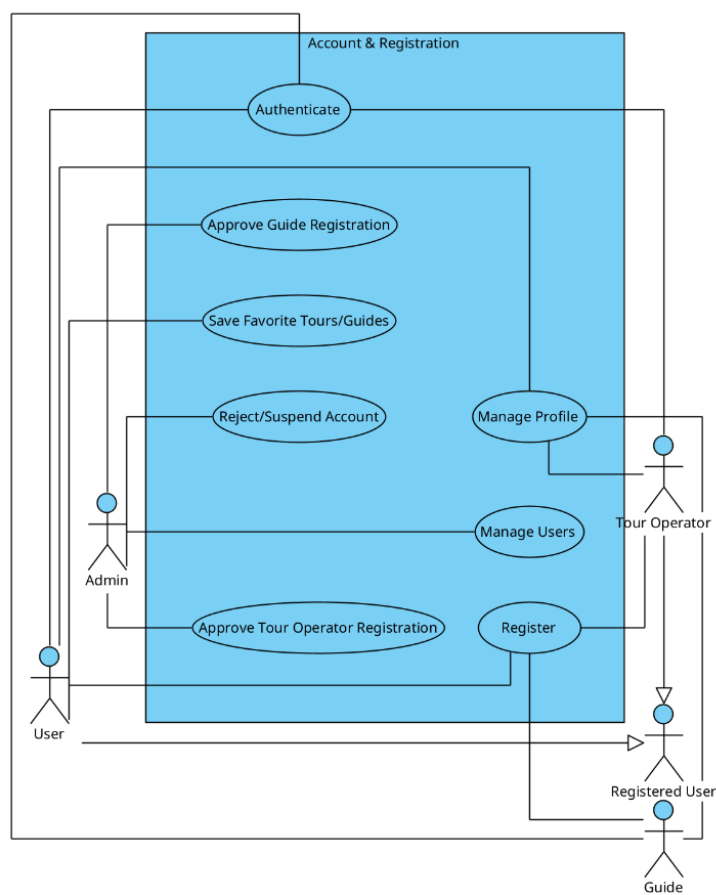 Account & Registration
Authenticate
Approve Guide Registration
Save Favorite Tours/Guides
Reject/Suspend Account
Manage Profile
Tour Operator
Manage Users
Admin
Approve Tour Operator Registration
Register
User
Registered User
Guide